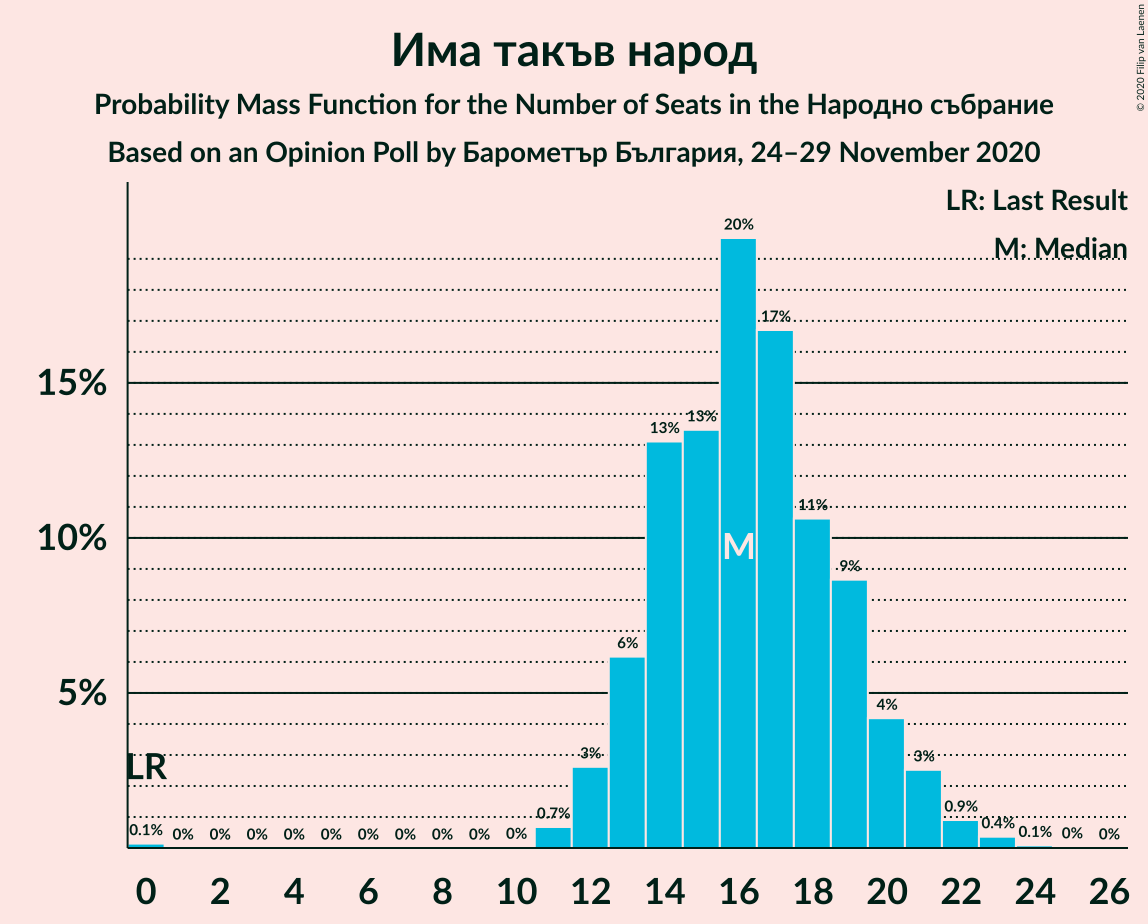 Има такъв народ
Probability Mass Function for the Number of Seats in the Народно събрание
Based on an Opinion Poll by Барометър България, 24–29 November 2020
© 2020 Filip van Laenen
LR: Last Result
M: Median
20%
17%
15%
13% 13%
11%
10%
M
9%
6%
5%
4%
LR
3%
3%
0.1% 0% 0% 0% 0% 0% 0% 0% 0% 0% 0% 0.7% 0.9% 0.4% 0.1% 0% 0%
0 2 4 6 8 10 12 14 16 18 20 22 24 26